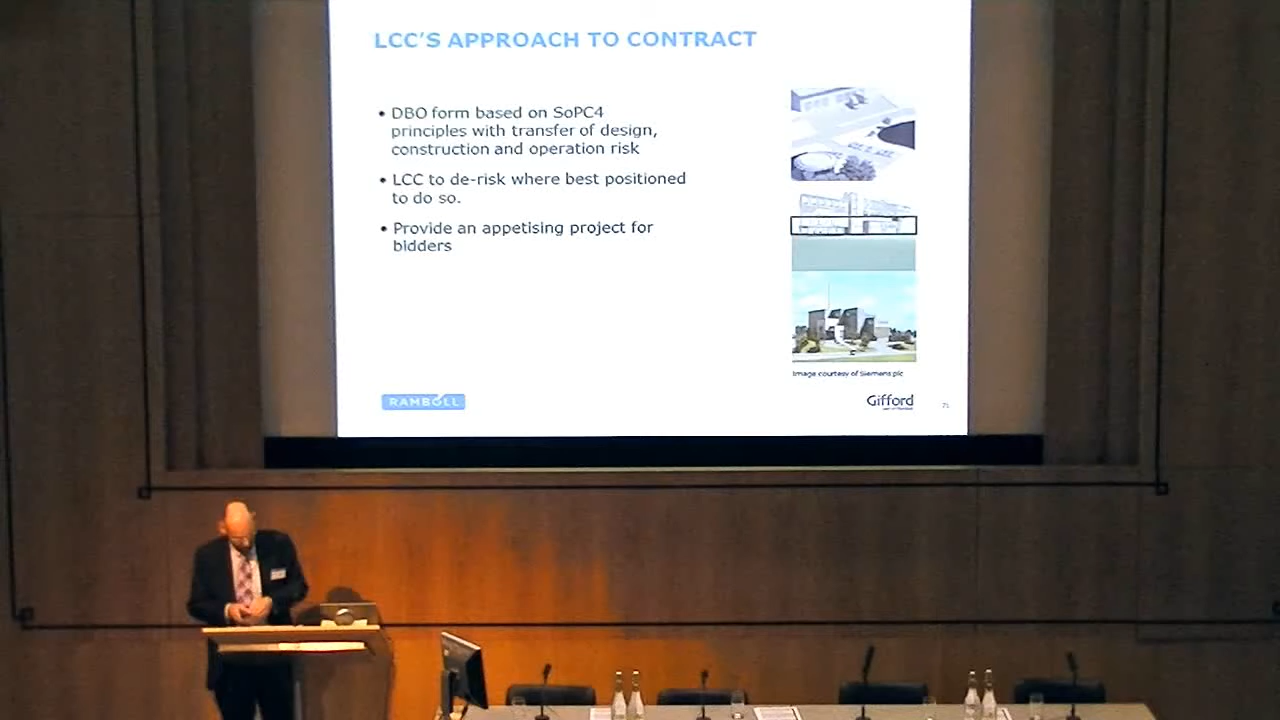 LCC'S APPROACH TO CONTRACT
• DBO form based on SoPC4
principles with transfer of design,
construction and operation risk
• LCC to de-risk where best positioned
to do so.
• Provide an appetising project for
bidders
Image courtesy of Siemens plc
RAMBOLL
Gifford